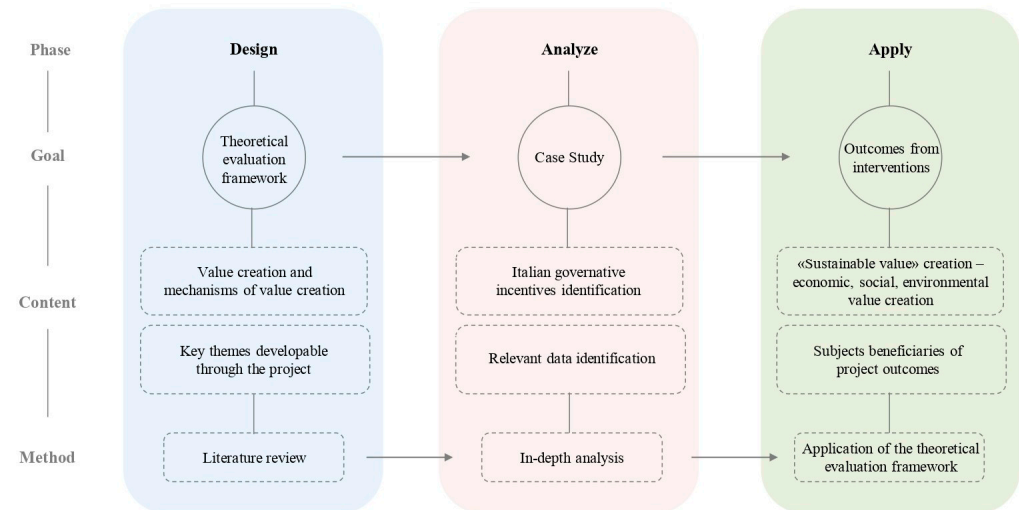 Phase
Design
Analyze
Apply
Goal
Theoretical
evaluation
framework
Case Study
Outcomes from
interventions
Content
Value creation and
mechanisms of value creation
Italian governative
incentives identification
«Sustainable value» creation –
economic, social, environmental
value creation
Key themes developable
through the project
Relevant data identification
Subjects beneficiaries of
project outcomes
Method
Literature review
In-depth analysis
Application of the theoretical
evaluation framework